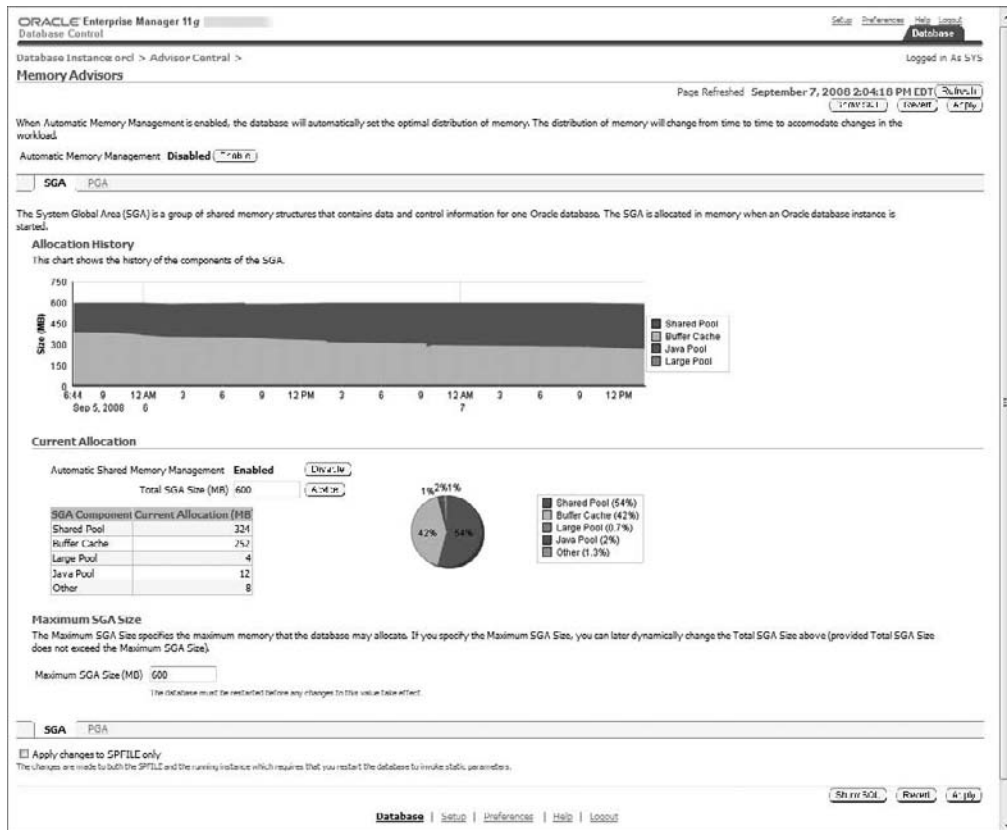 ORACLE Enterprise Manager 11g
Database Control
Setup Preferences Help Logout
Database
Database Instance: orcl > Advisor Central >
Logged in As SYS
Memory Advisors
Page Refreshed September 7, 2008 2:04:18 PM EDT Refresh
Show SQL Revert Apply
When Automatic Memory Management is enabled, the database will automatically set the optimal distribution of memory. The distribution of memory will change from time to time to accomodate changes in the
workload.
Automatic Memory Management Disabled Enable
SGA PGA
The System Global Area (SGA) is a group of shared memory structures that contains data and control information for one Oracle database. The SGA is allocated in memory when an Oracle database instance is
started.
Allocation History
This chart shows the history of the components of the SGA.
Size (MB)
750
600
450
300
150
0
6:44 9 12 AM 3 6 9 12 PM 3 6 9 12 AM 3 6 9 12 PM
Sep 5, 2008 6 7
Shared Pool
Buffer Cache
Java Pool
Large Pool
Current Allocation
Automatic Shared Memory Management Enabled Disable
Total SGA Size (MB) 600 Advice
SGA Component Current Allocation (MB
Shared Pool 324
Buffer Cache 252
Large Pool 4
Java Pool 12
Other 8
1% 2% 1%
42% 54%
Shared Pool (54%)
Buffer Cache (42%)
Large Pool (0.7%)
Java Pool (2%)
Other (1.3%)
Maximum SGA Size
The Maximum SGA Size specifies the maximum memory that the database may allocate. If you specify the Maximum SGA Size, you can later dynamically change the Total SGA Size above (provided Total SGA Size
does not exceed the Maximum SGA Size).
Maximum SGA Size (MB) 600
The database must be restarted before any changes to this value take effect.
SGA PGA
Apply changes to SPFILE only
The changes are made to both the SPFILE and the running instance which requires that you restart the database to invoke static parameters.
Show SQL Revert Apply
Database | Setup | Preferences | Help | Logout